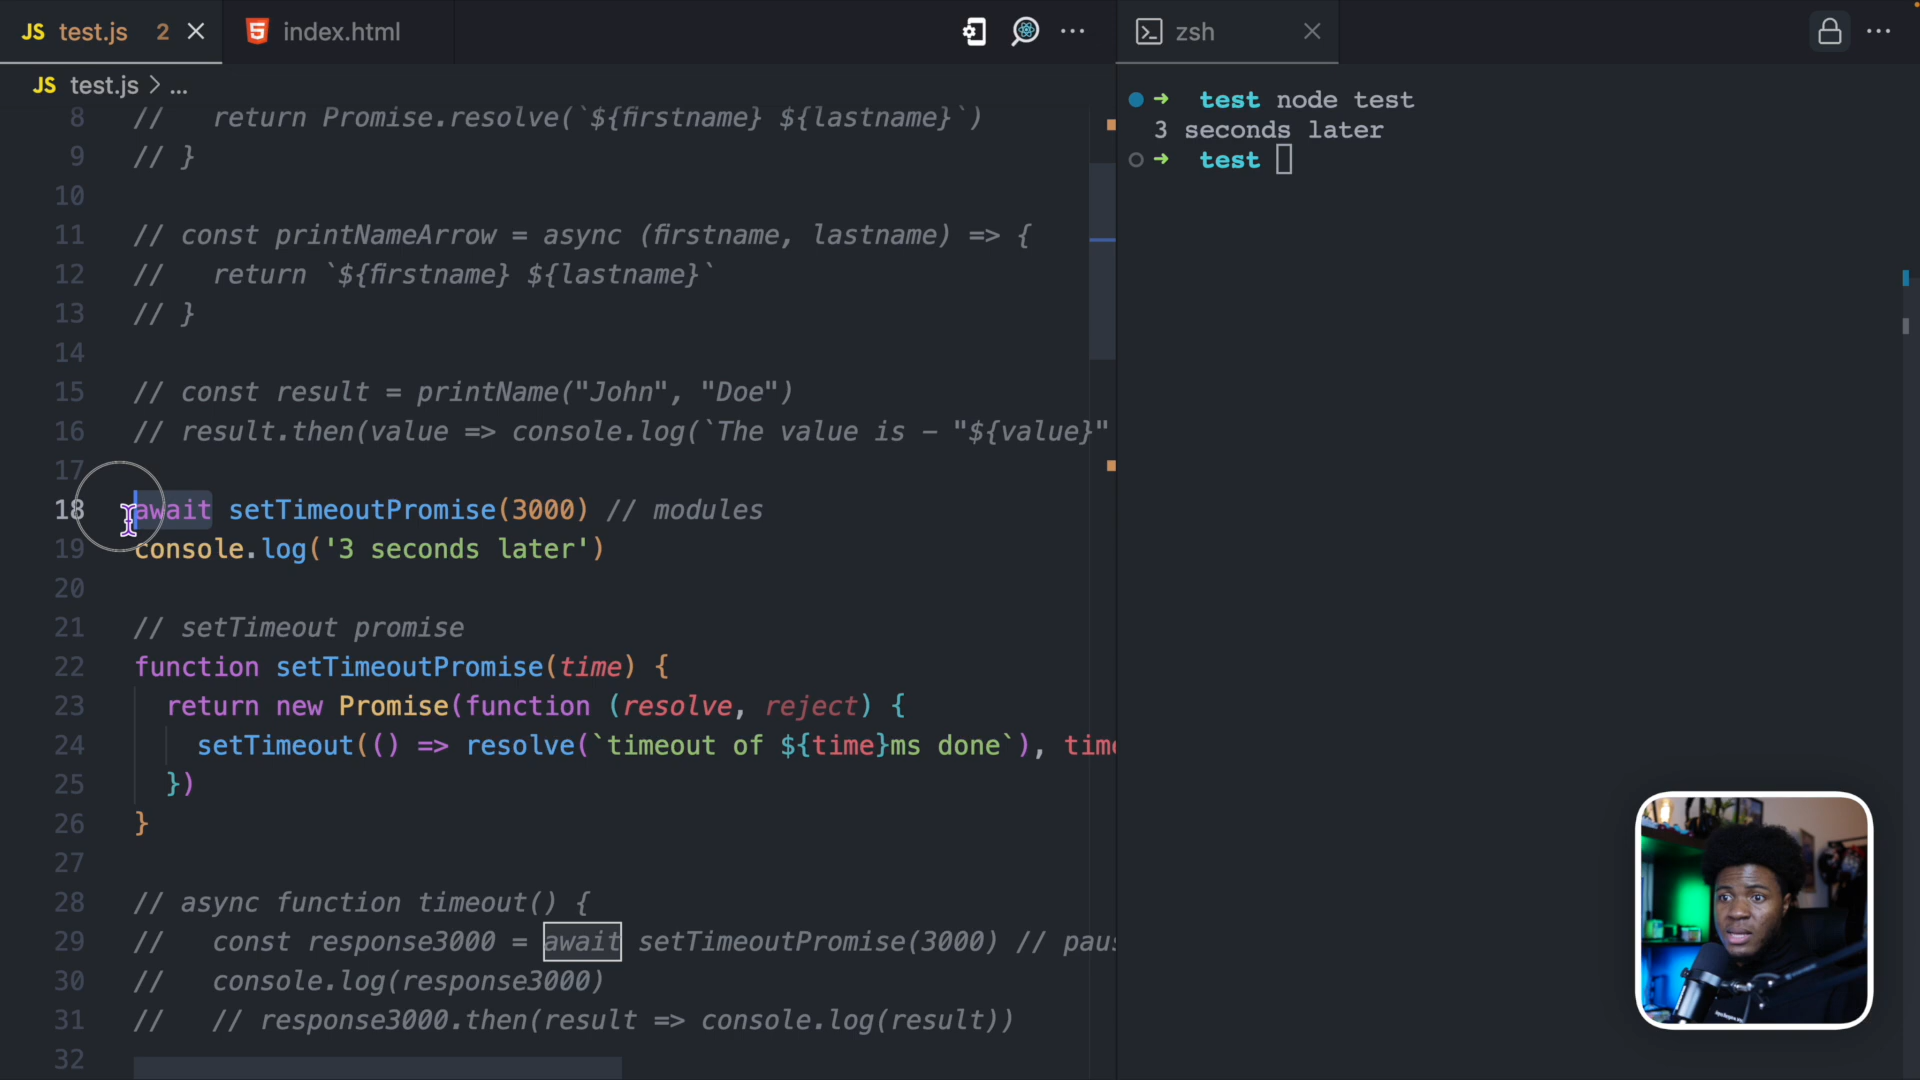 JS test.js 2
index.html
zsh
JS test.js > ...
8 //   return Promise.resolve(`${firstname} ${lastname}`)
9 // }
10
11 // const printNameArrow = async (firstname, lastname) => {
12 //   return `${firstname} ${lastname}`
13 // }
14
15 // const result = printName("John", "Doe")
16 // result.then(value => console.log(`The value is – "${value}"
17
18 await setTimeoutPromise(3000) // modules
19 console.log('3 seconds later')
20
21 // setTimeout promise
22 function setTimeoutPromise(time) {
23   return new Promise(function (resolve, reject) {
24     setTimeout(() => resolve(`timeout of ${time}ms done`), time
25   })
26 }
27
28 // async function timeout() {
29 //   const response3000 = await setTimeoutPromise(3000) // paus
30 //   console.log(response3000)
31 //   // response3000.then(result => console.log(result))
32
➜ test node test
3 seconds later
➜ test